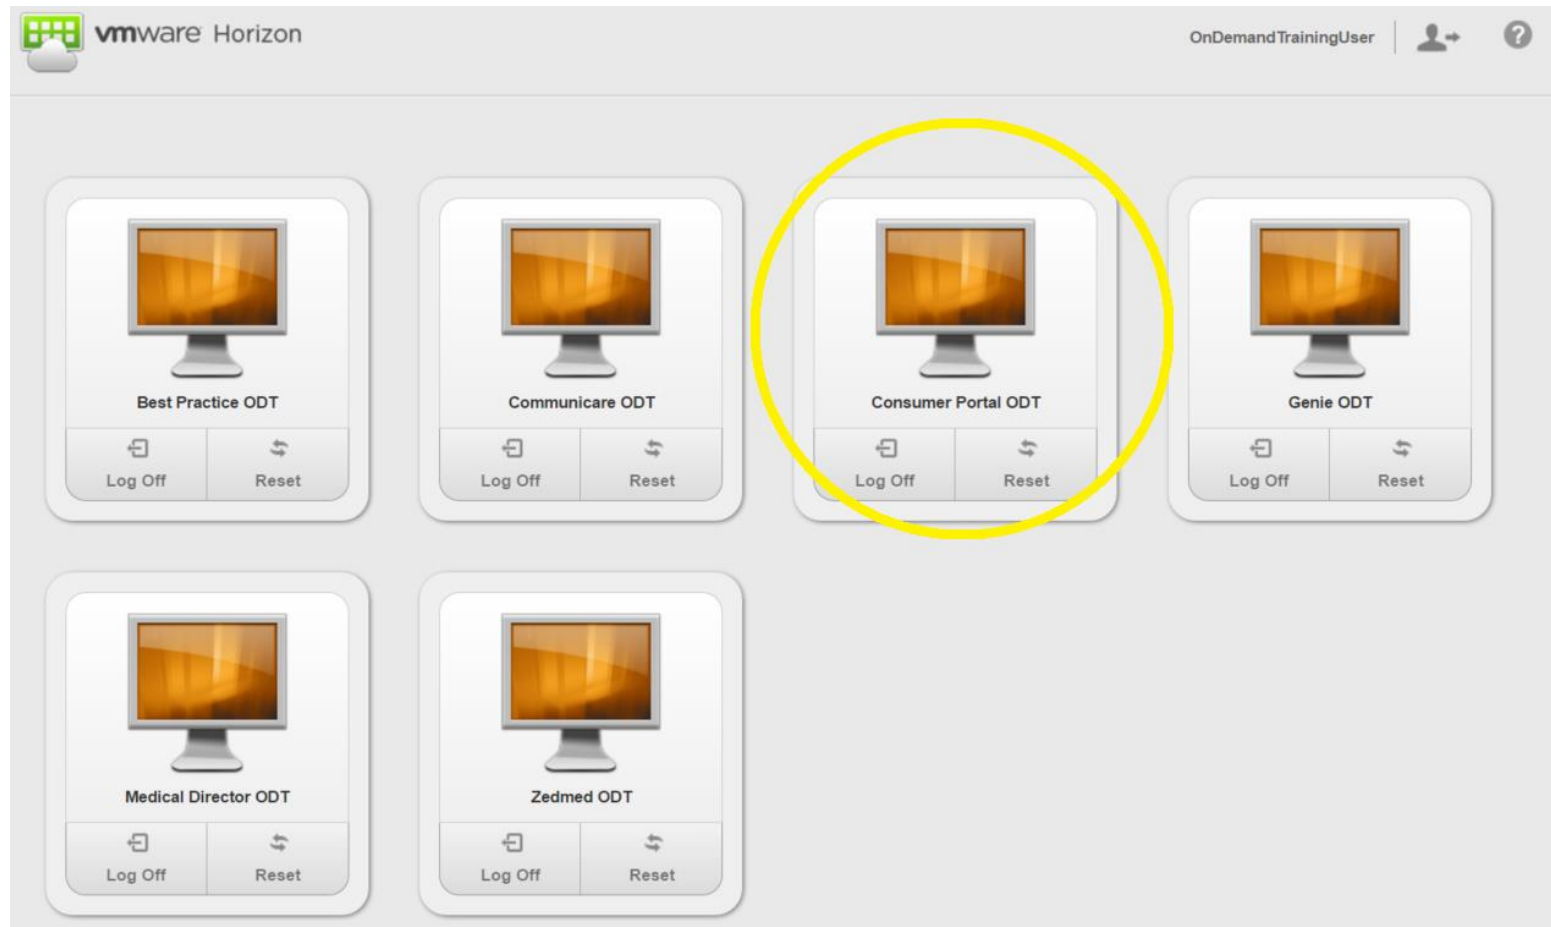 vmware Horizon
OnDemandTrainingUser
?
Best Practice ODT
Log Off
Reset
Communicare ODT
Log Off
Reset
Consumer Portal ODT
Log Off
Reset
Genie ODT
Log Off
Reset
Medical Director ODT
Log Off
Reset
Zedmed ODT
Log Off
Reset